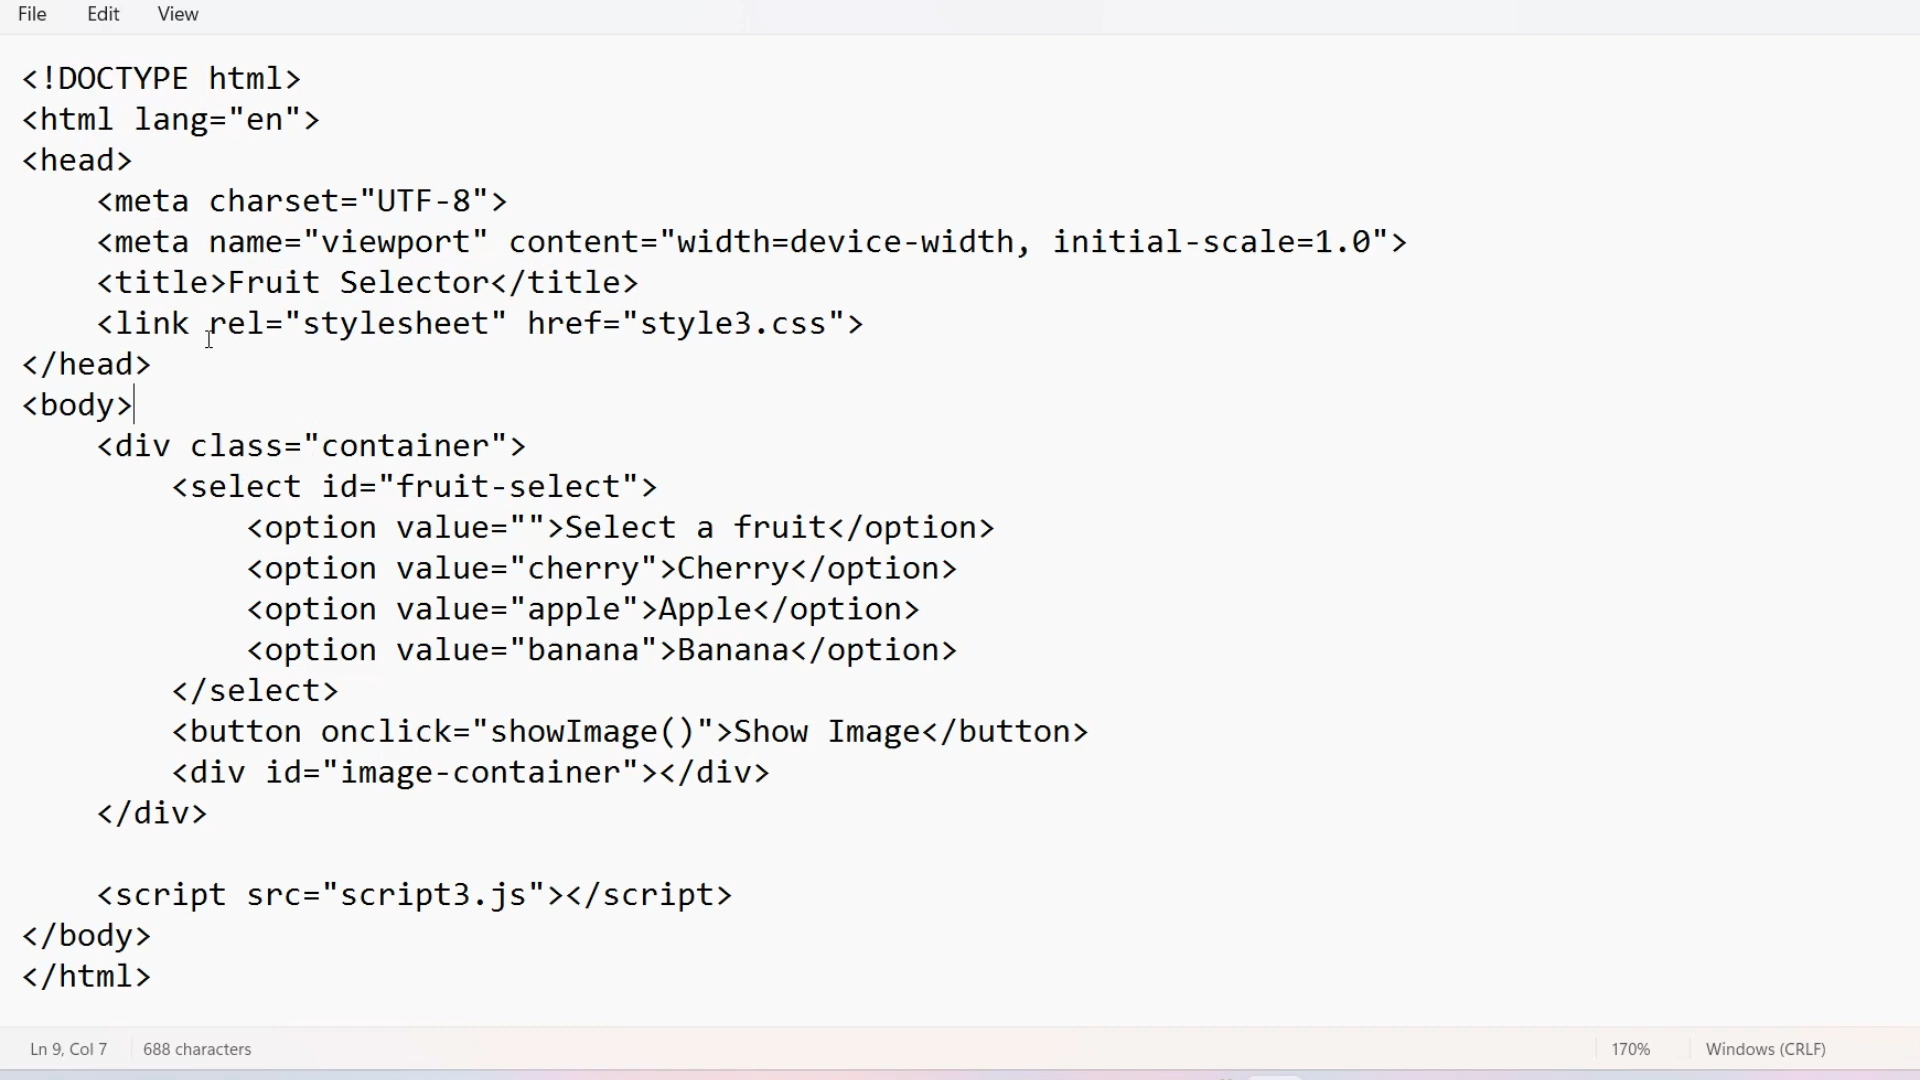 File Edit View
<!DOCTYPE html>
<html lang="en">
<head>
    <meta charset="UTF-8">
    <meta name="viewport" content="width=device-width, initial-scale=1.0">
    <title>Fruit Selector</title>
    <link rel="stylesheet" href="style3.css">
</head>
<body>
    <div class="container">
        <select id="fruit-select">
            <option value="">Select a fruit</option>
            <option value="cherry">Cherry</option>
            <option value="apple">Apple</option>
            <option value="banana">Banana</option>
        </select>
        <button onclick="showImage()">Show Image</button>
        <div id="image-container"></div>
    </div>

    <script src="script3.js"></script>
</body>
</html>
Ln 9, Col 7 688 characters 170% Windows (CRLF)